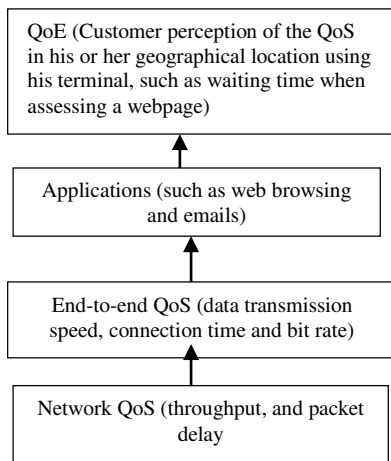 QoE (Customer perception of the QoS
in his or her geographical location using
his terminal, such as waiting time when
assessing a webpage)
Applications (such as web browsing
and emails)
End-to-end QoS (data transmission
speed, connection time and bit rate)
Network QoS (throughput, and packet
delay